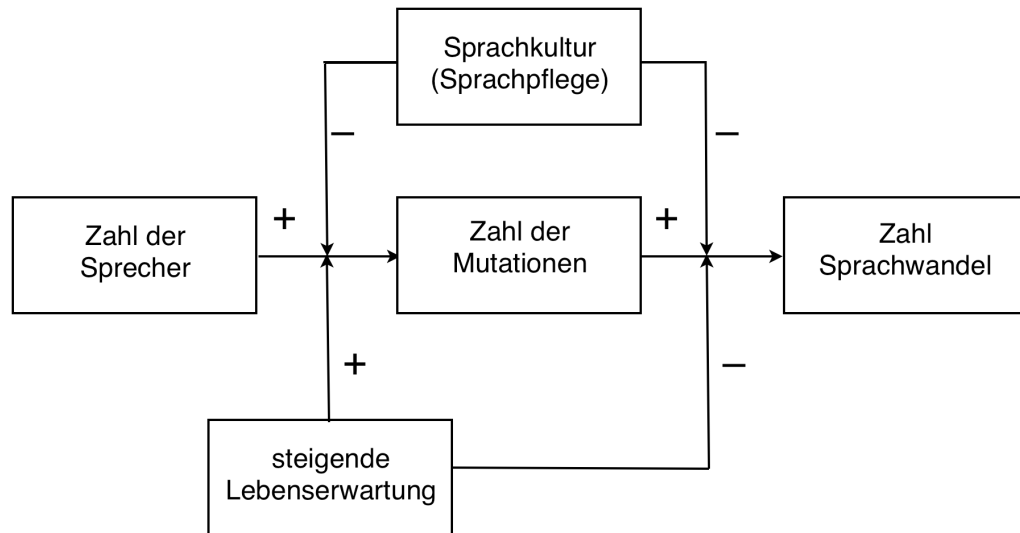 Sprachkultur
(Sprachpflege)
–
–
Zahl der
Sprecher
+
Zahl der
Mutationen
+
Zahl
Sprachwandel
+
–
steigende
Lebenserwartung